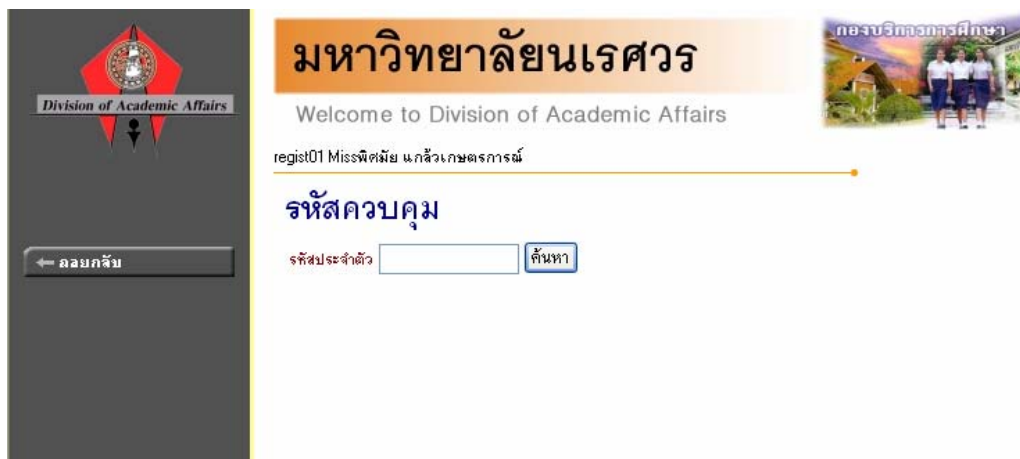 มหาวิทยาลัยนเรศวร
กองบริการการศึกษา
Division of Academic Affairs
Welcome to Division of Academic Affairs
regist01 Missพิศมัย แกล้วเกษตรการณ์
รหัสควบคุม
← ถอยกลับ
รหัสประจำตัว
ค้นหา